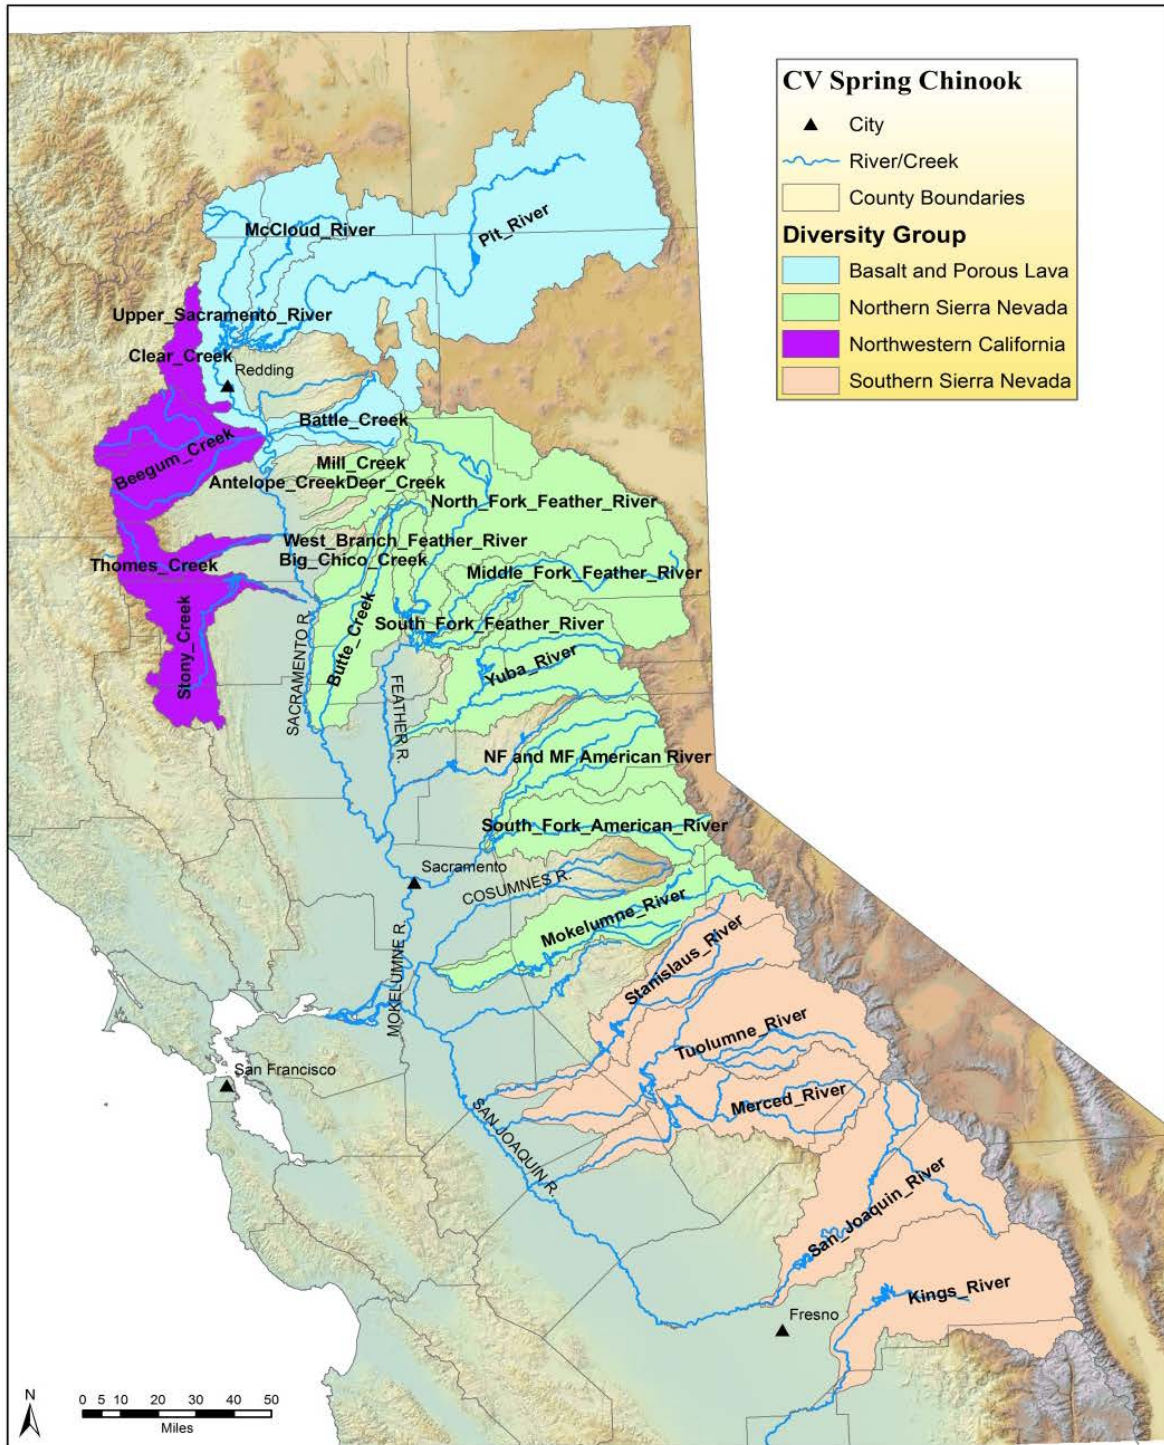 CV Spring Chinook
City
River/Creek
County Boundaries
Diversity Group
Basalt and Porous Lava
Northern Sierra Nevada
Northwestern California
Southern Sierra Nevada
McCloud_River
Pit_River
Upper_Sacramento_River
Clear_Creek
Redding
Battle_Creek
Beegum_Creek
Mill_Creek
Antelope_CreekDeer_Creek
North_Fork_Feather_River
West_Branch_Feather_River
Big_Chico_Creek
Thomes_Creek
Middle_Fork_Feather_River
South_Fork_Feather_River
Stony_Creek
SACRAMENTO R.
Butte_Creek
FEATHER R.
Yuba_River
NF and MF American River
South_Fork_American_River
Sacramento
COSUMNES R.
Mokelumne_River
MOKELUMNE R.
Stanislaus_River
Tuolumne_River
San Francisco
Merced_River
SAN JOAQUIN R.
San_Joaquin_River
Kings_River
Fresno
N
0 5 10 20 30 40 50
Miles